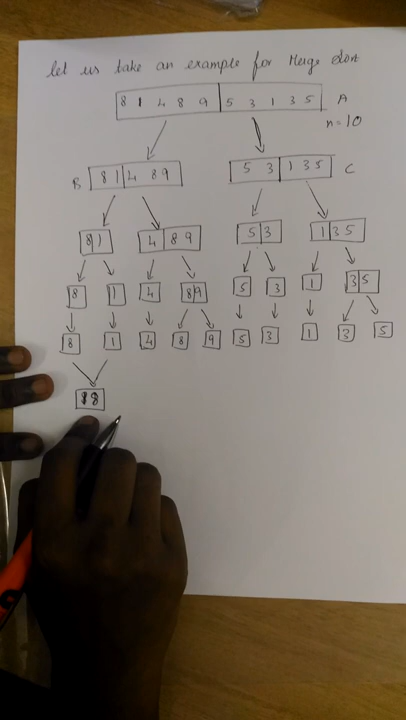 let us take an example for Merge Sort
8 1 4 8 9 5 3 1 3 5 A
n=10
B 8 1 4 8 9 5 3 1 3 5 C
8 1 4 8 9 5 3 1 3 5
8 1 4 8 9 5 3 1 3 5
8 1 4 8 9 5 3 1 3 5
1 8